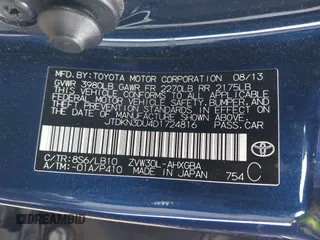 MFD. BY: TOYOTA MOTOR CORPORATION 08/13
GVWR 3980LB GAWR FR 2270LB RR 2175LB
THIS VEHICLE CONFORMS TO ALL APPLICABLE
FEDERAL MOTOR VEHICLE SAFETY, BUMPER, AND
THEFT PREVENTION STANDARDS IN EFFECT ON
THE DATE OF MANUFACTURE SHOWN ABOVE.
JTDKN3DU4D1724816 PASS.CAR
C/TR:8S6/LB10 ZVW30L-AHXGBA
A/TM:-01A/P410 MADE IN JAPAN 754 C
TOYOTA
DREAMBID